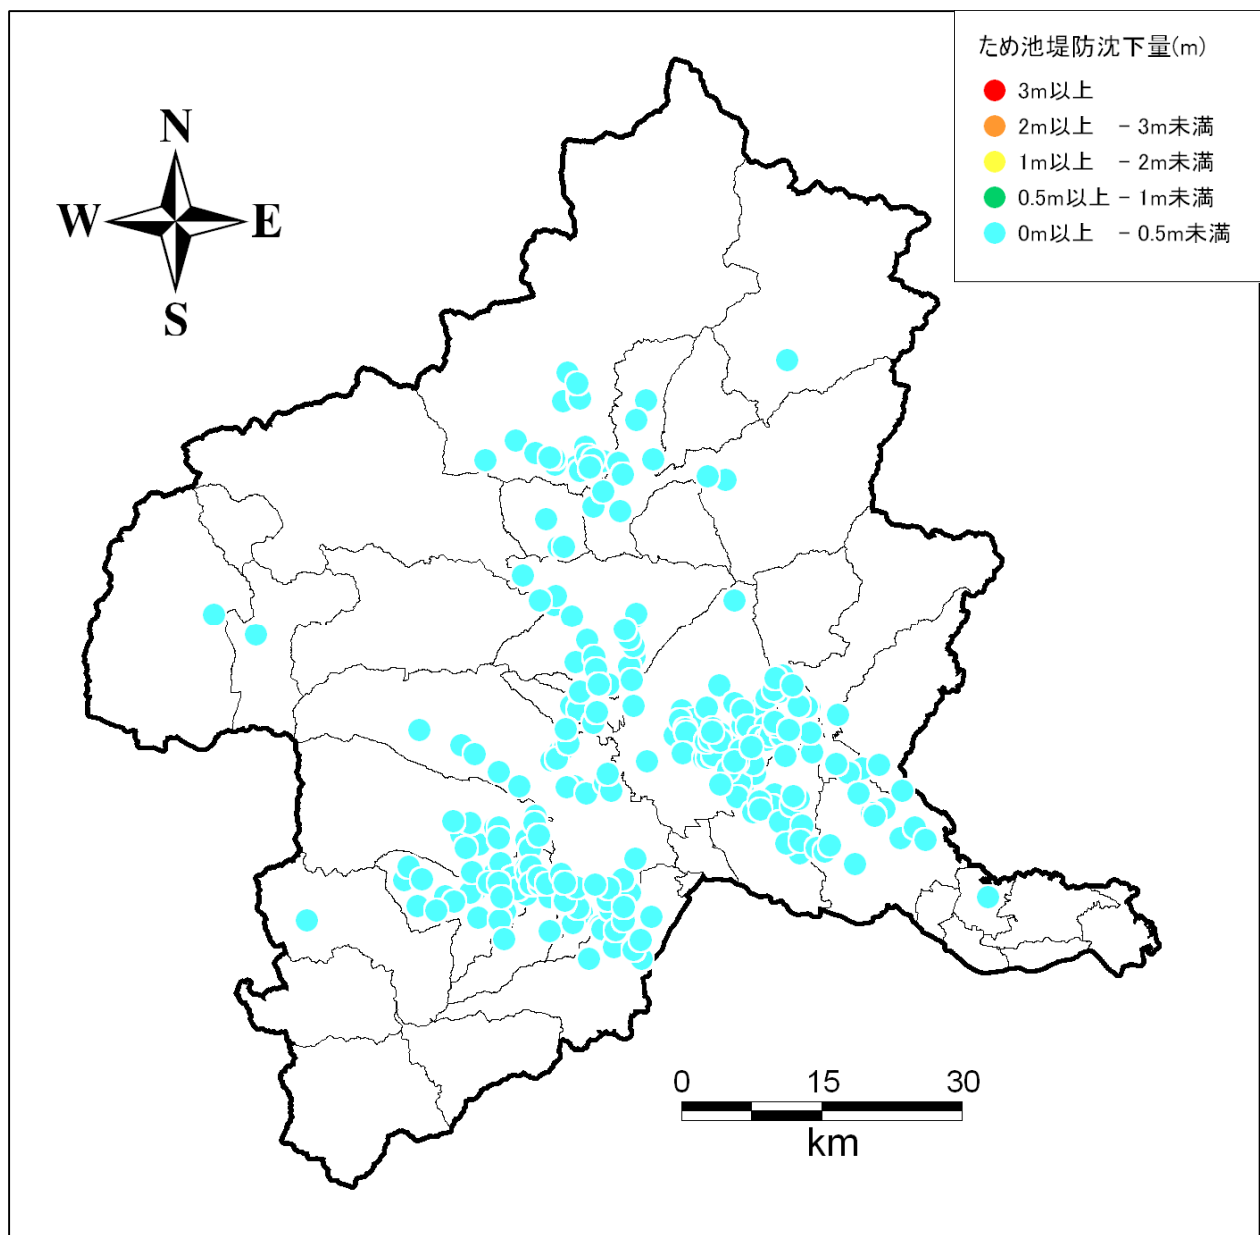 ため池堤防沈下量(m)
3m以上
2m以上 − 3m未満
1m以上 − 2m未満
0.5m以上 − 1m未満
0m以上 − 0.5m未満
N
W E
S
0 15 30
km